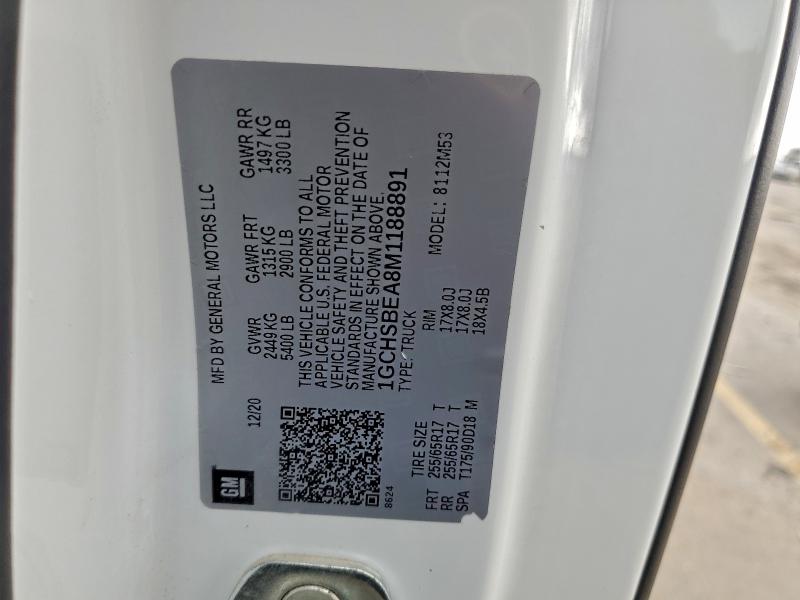 GM
MFD BY GENERAL MOTORS LLC
12/20
GVWR GAWR FRT GAWR RR
2449 KG 1315 KG 1497 KG
5400 LB 2900 LB 3300 LB
THIS VEHICLE CONFORMS TO ALL
APPLICABLE U.S. FEDERAL MOTOR
VEHICLE SAFETY AND THEFT PREVENTION
STANDARDS IN EFFECT ON THE DATE OF
MANUFACTURE SHOWN ABOVE.
1GCHSBEA8M1188891
8624
TYPE: TRUCK MODEL: 8112M53
TIRE SIZE RIM
FRT 255/65R17 T 17X8.0J
RR 255/65R17 T 17X8.0J
SPA T175/90D18 M 18X4.5B